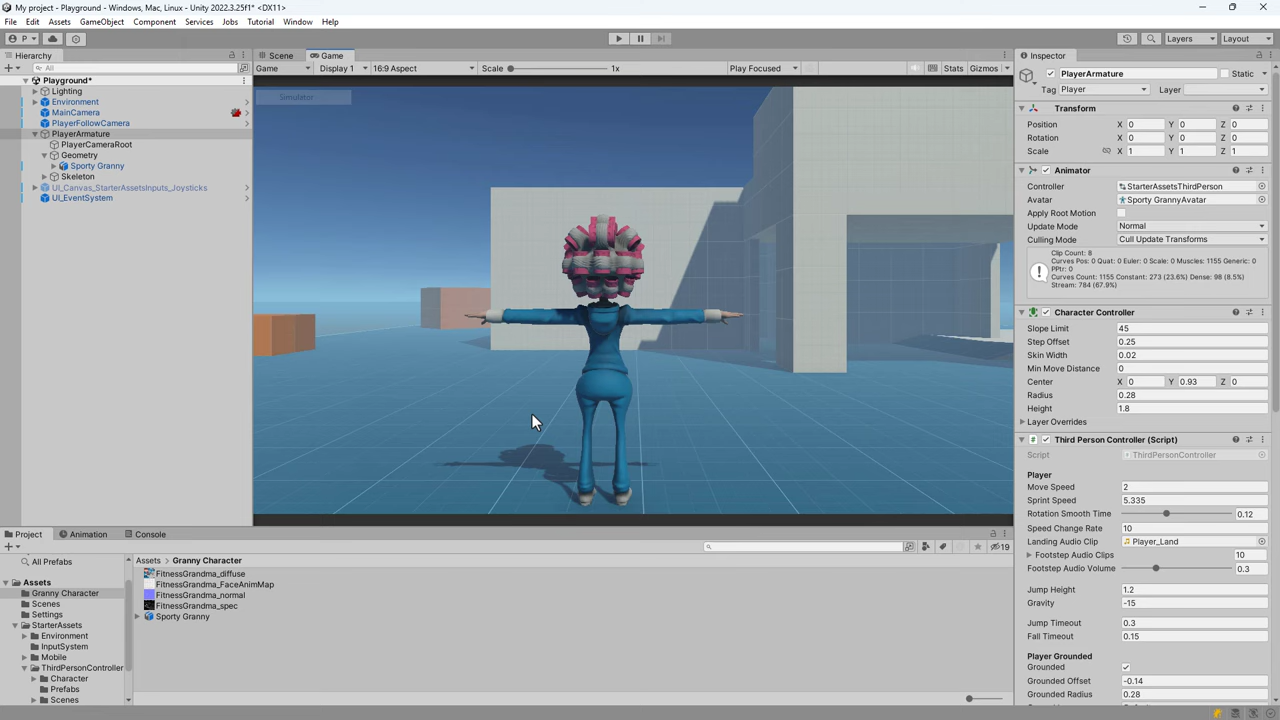 My project - Playground - Windows, Mac, Linux - Unity 2022.3.25f1* <DX11>
File Edit Assets GameObject Component Services Jobs Tutorial Window Help
P Layers Layout
Hierarchy
All
Playground*
Lighting
Environment
MainCamera
PlayerFollowCamera
PlayerArmature
PlayerCameraRoot
Geometry
Sporty Granny
Skeleton
UI_Canvas_StarterAssetsInputs_Joysticks
UI_EventSystem
Scene Game
Game Display 1 16:9 Aspect Scale 1x Play Focused Stats Gizmos
Simulator
Inspector
PlayerArmature Static
Tag Player Layer
Transform
Position X 0 Y 0 Z 0
Rotation X 0 Y 0 Z 0
Scale X 1 Y 1 Z 1
Animator
Controller StarterAssetsThirdPerson
Avatar Sporty GrannyAvatar
Apply Root Motion
Update Mode Normal
Culling Mode Cull Update Transforms
Clip Count: 8
Curves Pos: 0 Quat: 0 Euler: 0 Scale: 0 Muscles: 1155 Generic: 0
PPtr: 0
Curves Count: 1155 Constant: 273 (23.6%) Dense: 98 (8.5%)
Stream: 784 (67.9%)
Character Controller
Slope Limit 45
Step Offset 0.25
Skin Width 0.02
Min Move Distance 0
Center X 0 Y 0.93 Z 0
Radius 0.28
Height 1.8
Layer Overrides
Third Person Controller (Script)
Script ThirdPersonController
Player
Move Speed 2
Sprint Speed 5.335
Rotation Smooth Time 0.12
Speed Change Rate 10
Landing Audio Clip Player_Land
Footstep Audio Clips 10
Footstep Audio Volume 0.3
Jump Height 1.2
Gravity -15
Jump Timeout 0.3
Fall Timeout 0.15
Player Grounded
Grounded
Grounded Offset -0.14
Grounded Radius 0.28
Project Animation Console
19
All Prefabs
Assets
Granny Character
Scenes
Settings
StarterAssets
Environment
InputSystem
Mobile
ThirdPersonController
Character
Prefabs
Scenes
Assets Granny Character
FitnessGrandma_diffuse
FitnessGrandma_FaceAnimMap
FitnessGrandma_normal
FitnessGrandma_spec
Sporty Granny